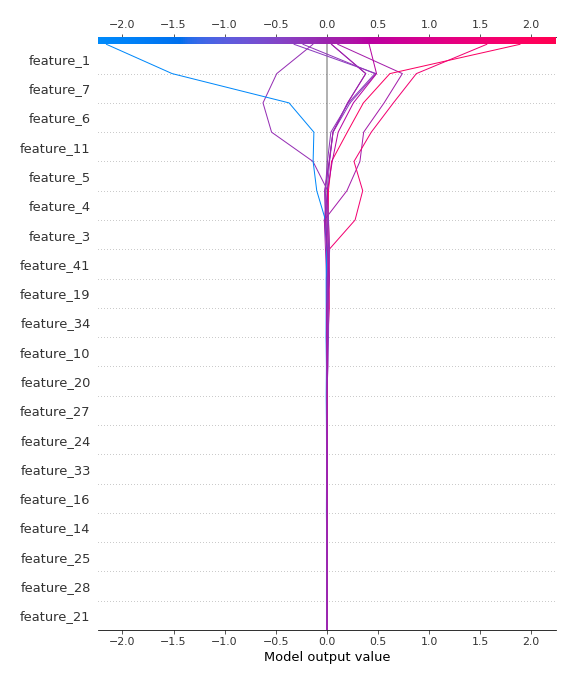 −2.0 −1.5 −1.0 −0.5 0.0 0.5 1.0 1.5 2.0
feature_1
feature_7
feature_6
feature_11
feature_5
feature_4
feature_3
feature_41
feature_19
feature_34
feature_10
feature_20
feature_27
feature_24
feature_33
feature_16
feature_14
feature_25
feature_28
feature_21
−2.0 −1.5 −1.0 −0.5 0.0 0.5 1.0 1.5 2.0
Model output value